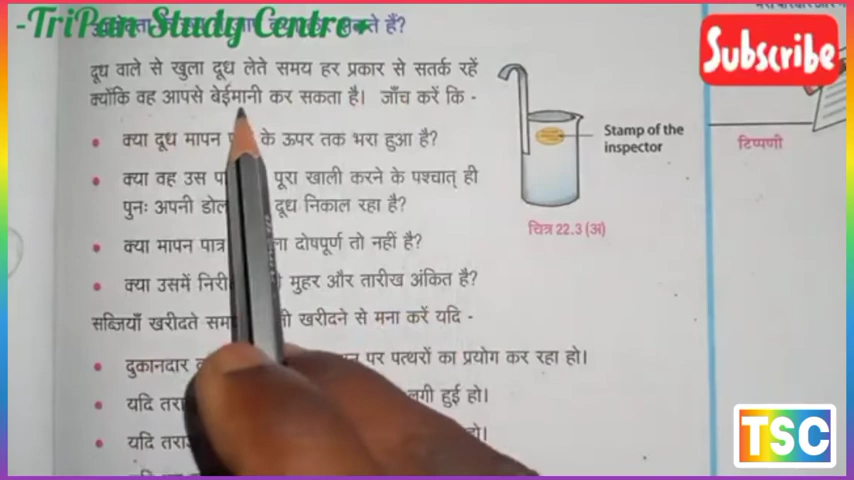 -TriPan Study Centre-
सकते हैं?
दूध वाले से खुला दूध लेते समय हर प्रकार से सतर्क रहें
क्योंकि वह आपसे बेईमानी कर सकता है। जाँच करें कि -
• क्या दूध मापन के ऊपर तक भरा हुआ है?
• क्या वह उस पूरा खाली करने के पश्चात् ही
पुनः अपनी दूध निकाल रहा है?
• क्या मापन पात्र दोषपूर्ण तो नहीं है?
• क्या उसमें मुहर और तारीख अंकित है?
सब्जियाँ खरीदते खरीदने से मना करें यदि -
• दुकानदार पर पत्थरों का प्रयोग कर रहा हो।
• यदि लगी हुई हो।
• यदि हो।
Stamp of the
inspector
चित्र 22.3 (अ)
Subscribe
टिप्पणी
TSC